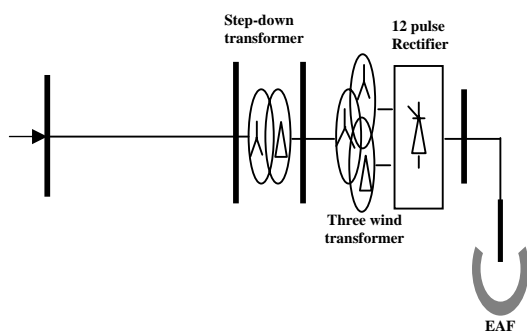 Step-down
transformer
12 pulse
Rectifier
Three wind
transformer
EAF